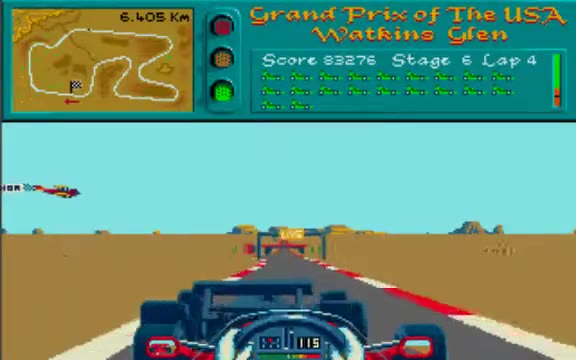 6.405 Km
Grand Prix of The USA
Watkins Glen
Score 83276 Stage 6 Lap 4
115